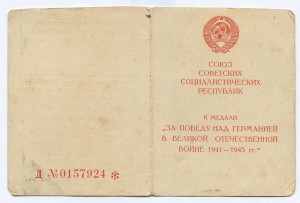 Д №0157924 *
СОЮЗ
СОВЕТСКИХ
СОЦИАЛИСТИЧЕСКИХ
РЕСПУБЛИК
К МЕДАЛИ
„ЗА ПОБЕДУ НАД ГЕРМАНИЕЙ
В ВЕЛИКОЙ ОТЕЧЕСТВЕННОЙ
ВОЙНЕ 1941—1945 гг."